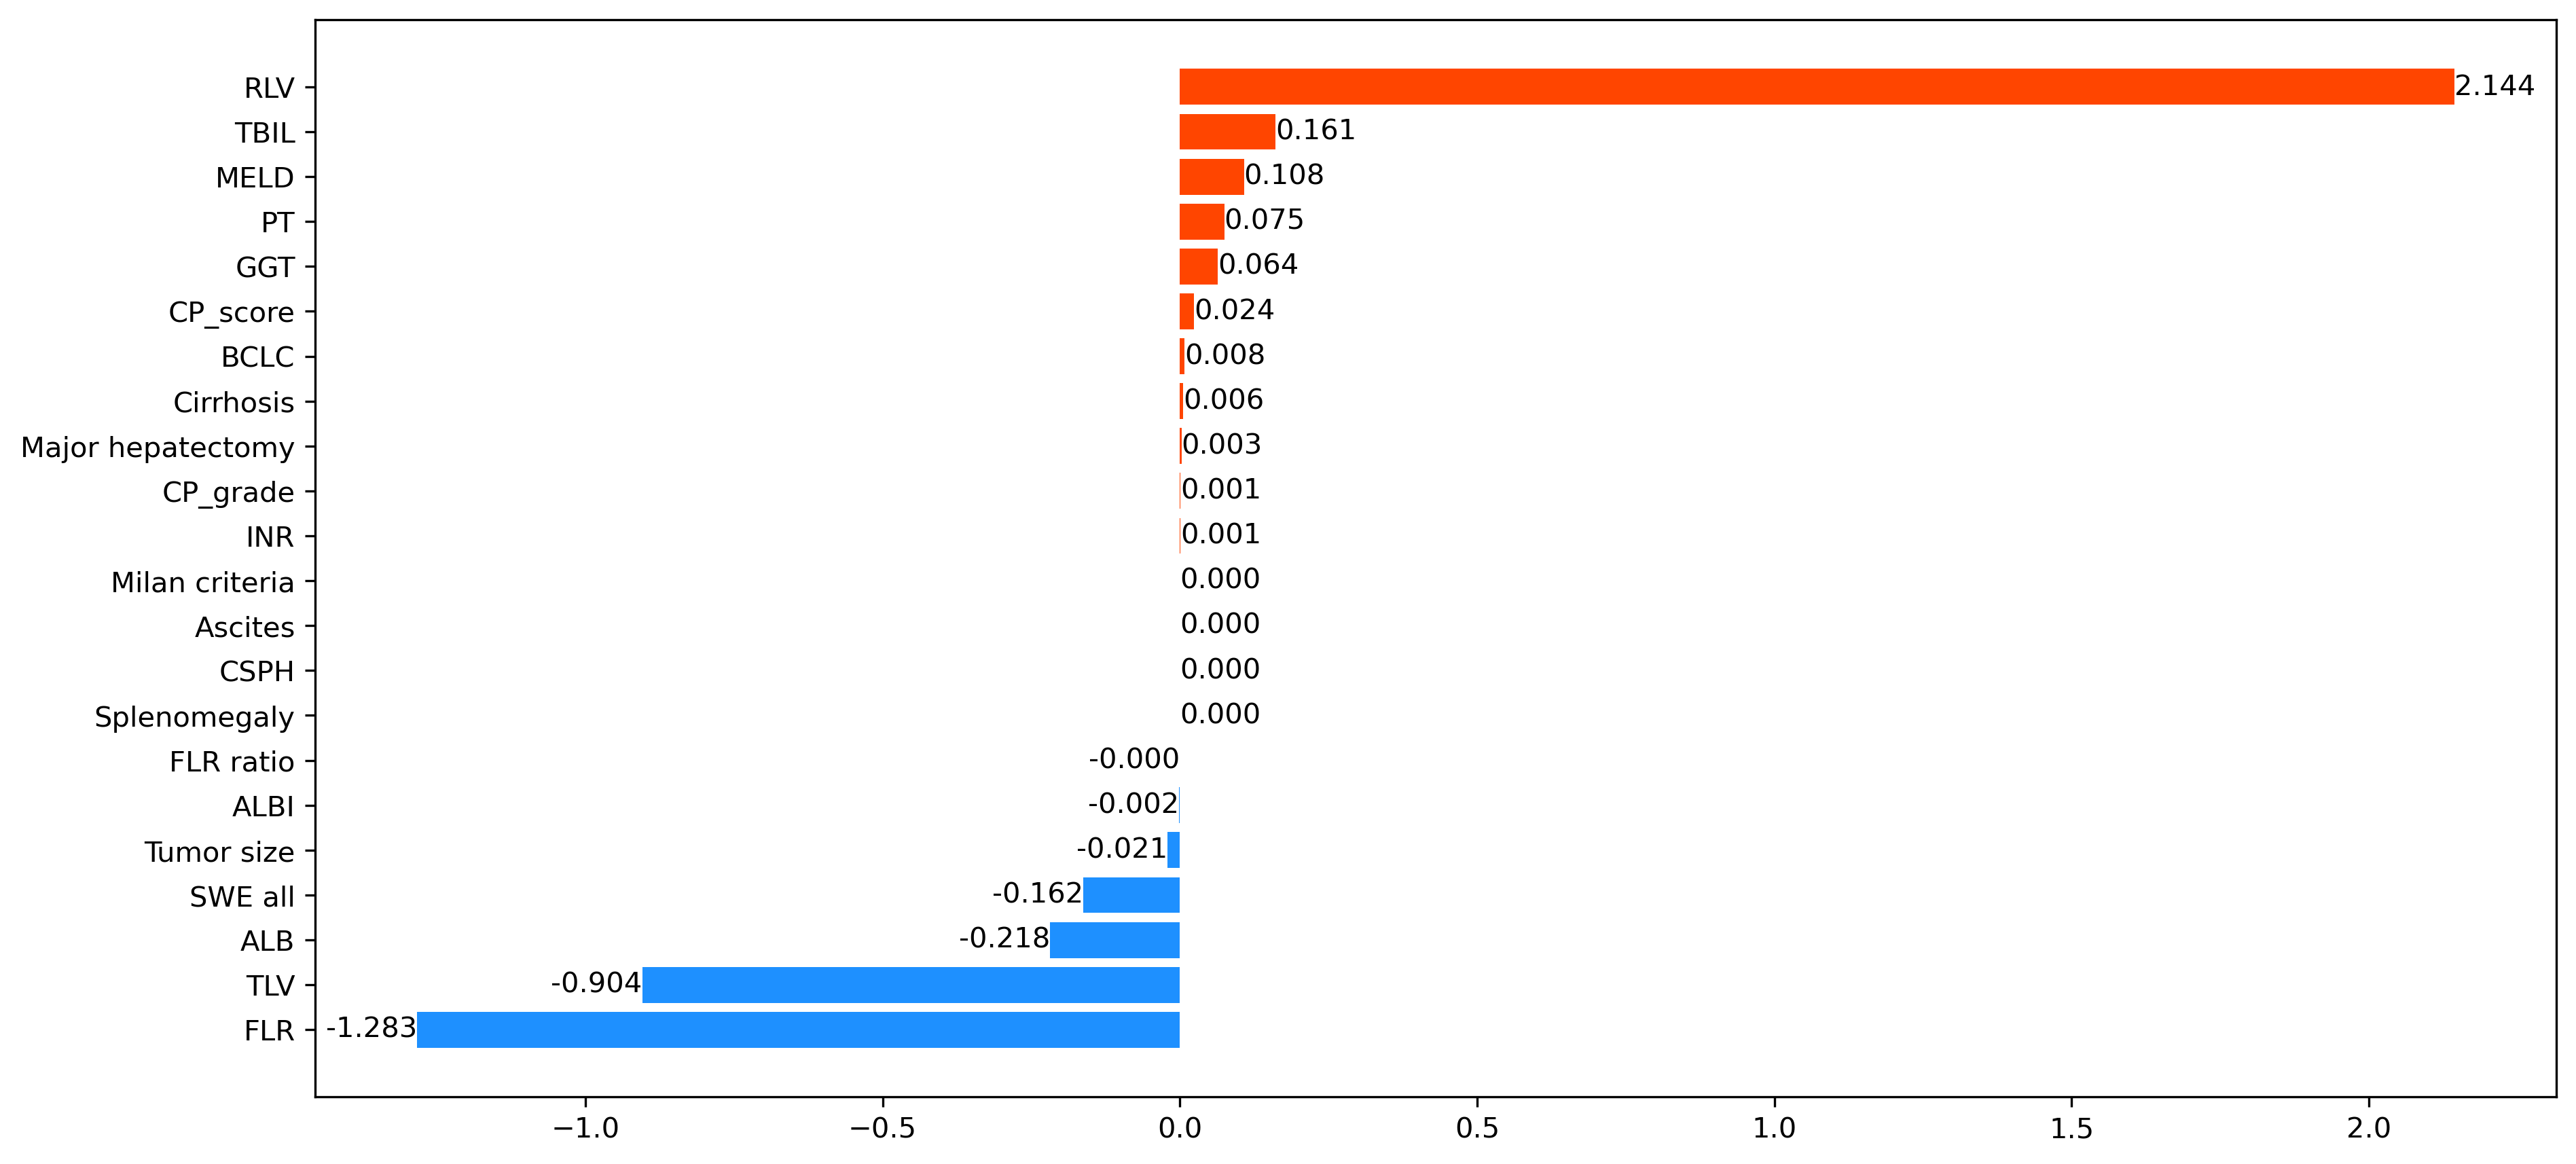 RLV 2.144
TBIL 0.161
MELD 0.108
PT 0.075
GGT 0.064
CP_score 0.024
BCLC 0.008
Cirrhosis 0.006
Major hepatectomy 0.003
CP_grade 0.001
INR 0.001
Milan criteria 0.000
Ascites 0.000
CSPH 0.000
Splenomegaly 0.000
FLR ratio -0.000
ALBI -0.002
Tumor size -0.021
SWE all -0.162
ALB -0.218
TLV -0.904
FLR -1.283
−1.0 −0.5 0.0 0.5 1.0 1.5 2.0